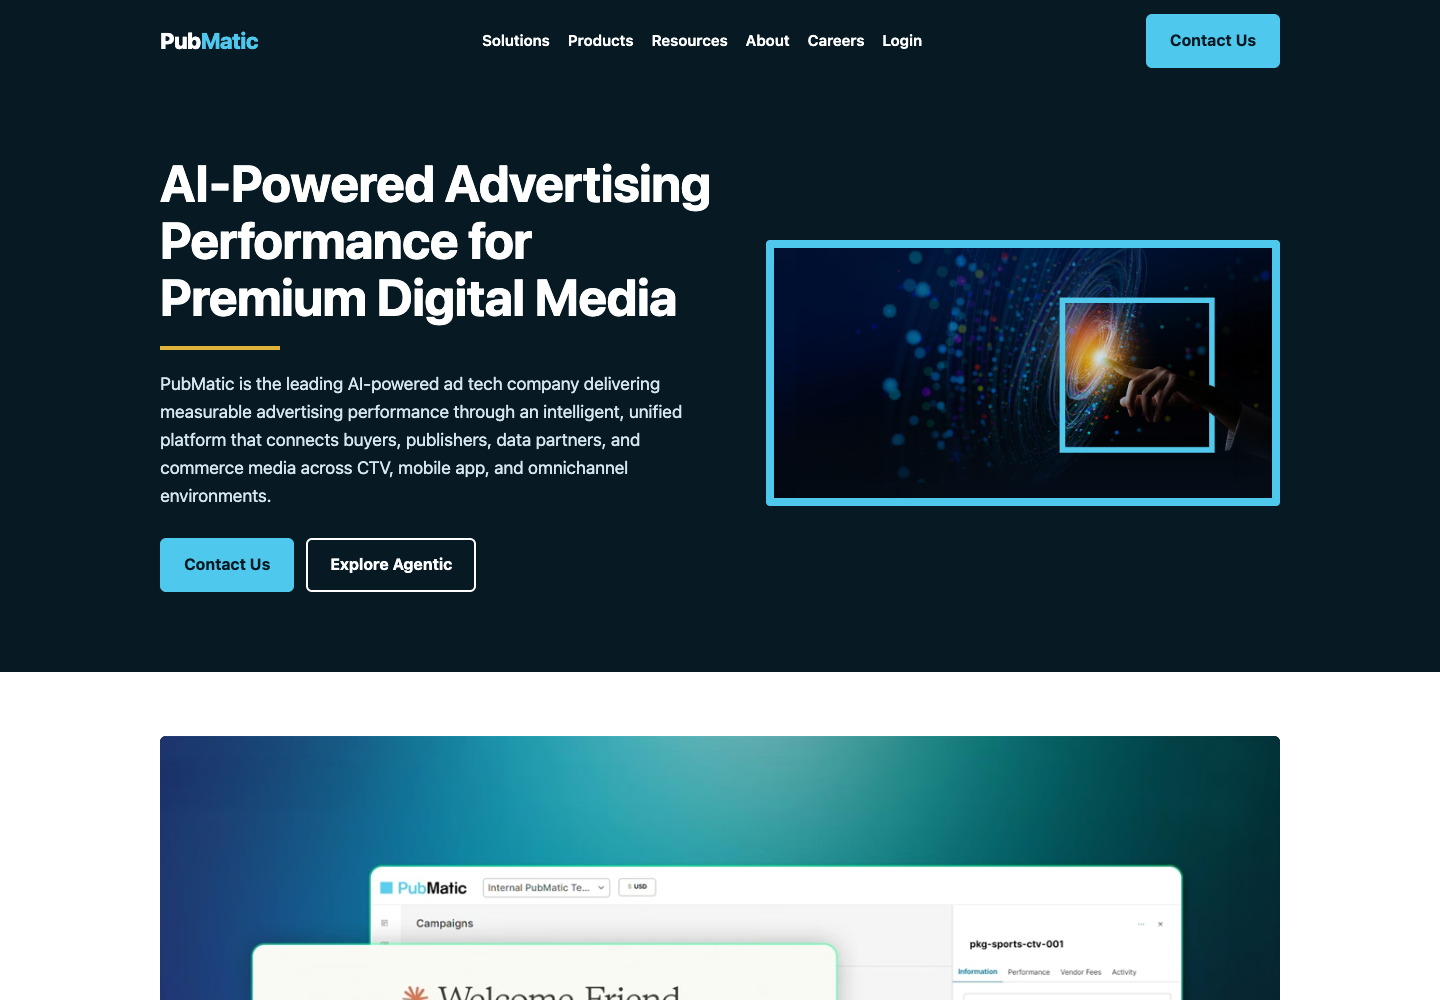 PubMatic
Solutions
Products
Resources
About
Careers
Login
Contact Us
AI-Powered Advertising
Performance for
Premium Digital Media
PubMatic is the leading AI-powered ad tech company delivering
measurable advertising performance through an intelligent, unified
platform that connects buyers, publishers, data partners, and
commerce media across CTV, mobile app, and omnichannel
environments.
Contact Us
Explore Agentic
PubMatic
Internal PubMatic Te...
$ USD
Campaigns
pkg-sports-ctv-001
Information
Performance
Vendor Fees
Activity
Welcome, Friend